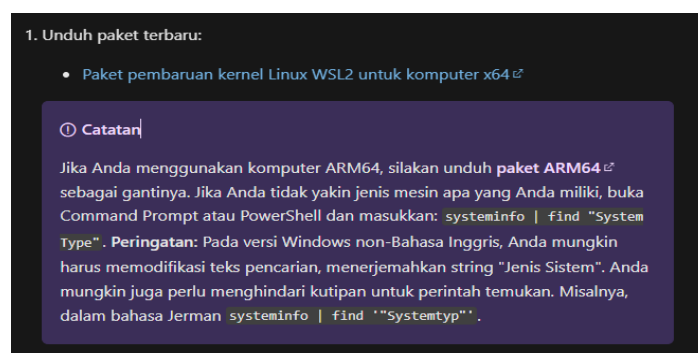 1. Unduh paket terbaru:
• Paket pembaruan kernel Linux WSL2 untuk komputer x64
Catatan
Jika Anda menggunakan komputer ARM64, silakan unduh paket ARM64
sebagai gantinya. Jika Anda tidak yakin jenis mesin apa yang Anda miliki, buka
Command Prompt atau PowerShell dan masukkan: systeminfo | find "System
Type". Peringatan: Pada versi Windows non-Bahasa Inggris, Anda mungkin
harus memodifikasi teks pencarian, menerjemahkan string "Jenis Sistem". Anda
mungkin juga perlu menghindari kutipan untuk perintah temukan. Misalnya,
dalam bahasa Jerman systeminfo | find '"Systemtyp"'.